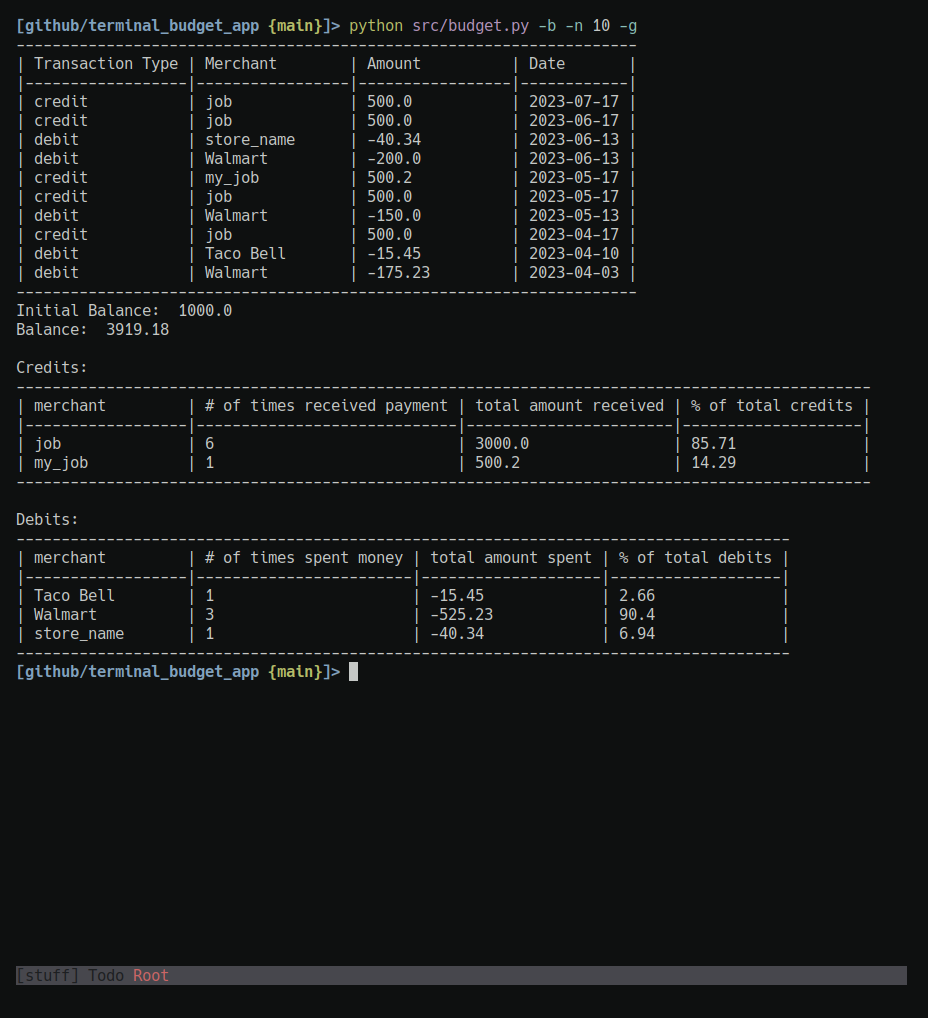 [github/terminal_budget_app {main}]> python src/budget.py -b -n 10 -g
---------------------------------------------------------------------
| Transaction Type | Merchant        | Amount          | Date       |
|------------------|-----------------|-----------------|------------|
| credit           | job             | 500.0           | 2023-07-17 |
| credit           | job             | 500.0           | 2023-06-17 |
| debit            | store_name      | -40.34          | 2023-06-13 |
| debit            | Walmart         | -200.0          | 2023-06-13 |
| credit           | my_job          | 500.2           | 2023-05-17 |
| credit           | job             | 500.0           | 2023-05-17 |
| debit            | Walmart         | -150.0          | 2023-05-13 |
| credit           | job             | 500.0           | 2023-04-17 |
| debit            | Taco Bell       | -15.45          | 2023-04-10 |
| debit            | Walmart         | -175.23         | 2023-04-03 |
---------------------------------------------------------------------
Initial Balance:  1000.0
Balance:  3919.18

Credits:
-----------------------------------------------------------------------------------------------
| merchant         | # of times received payment | total amount received | % of total credits |
|------------------|-----------------------------|-----------------------|--------------------|
| job              | 6                           | 3000.0                | 85.71              |
| my_job           | 1                           | 500.2                 | 14.29              |
-----------------------------------------------------------------------------------------------

Debits:
--------------------------------------------------------------------------------------
| merchant         | # of times spent money | total amount spent | % of total debits |
|------------------|------------------------|--------------------|-------------------|
| Taco Bell        | 1                      | -15.45             | 2.66              |
| Walmart          | 3                      | -525.23            | 90.4              |
| store_name       | 1                      | -40.34             | 6.94              |
--------------------------------------------------------------------------------------
[github/terminal_budget_app {main}]>
[stuff] Todo Root